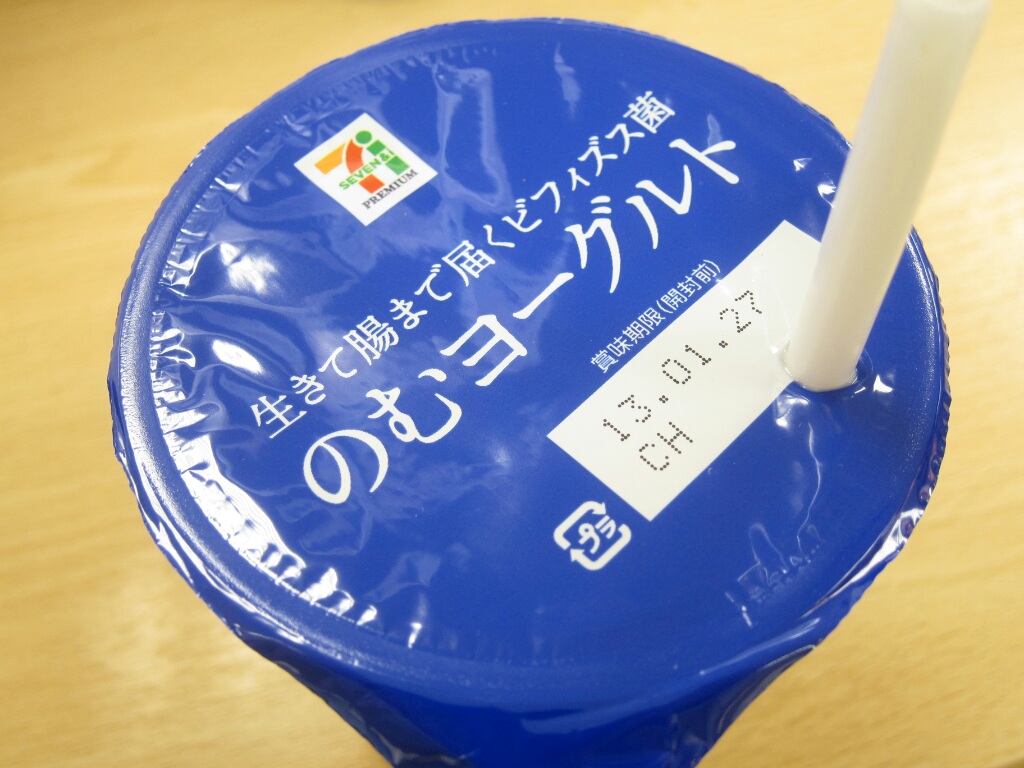 SEVEN&i
PREMIUM
生きて腸まで届くビフィズス菌
のむヨーグルト
賞味期限(開封前)
13.01.27
CH
プラ